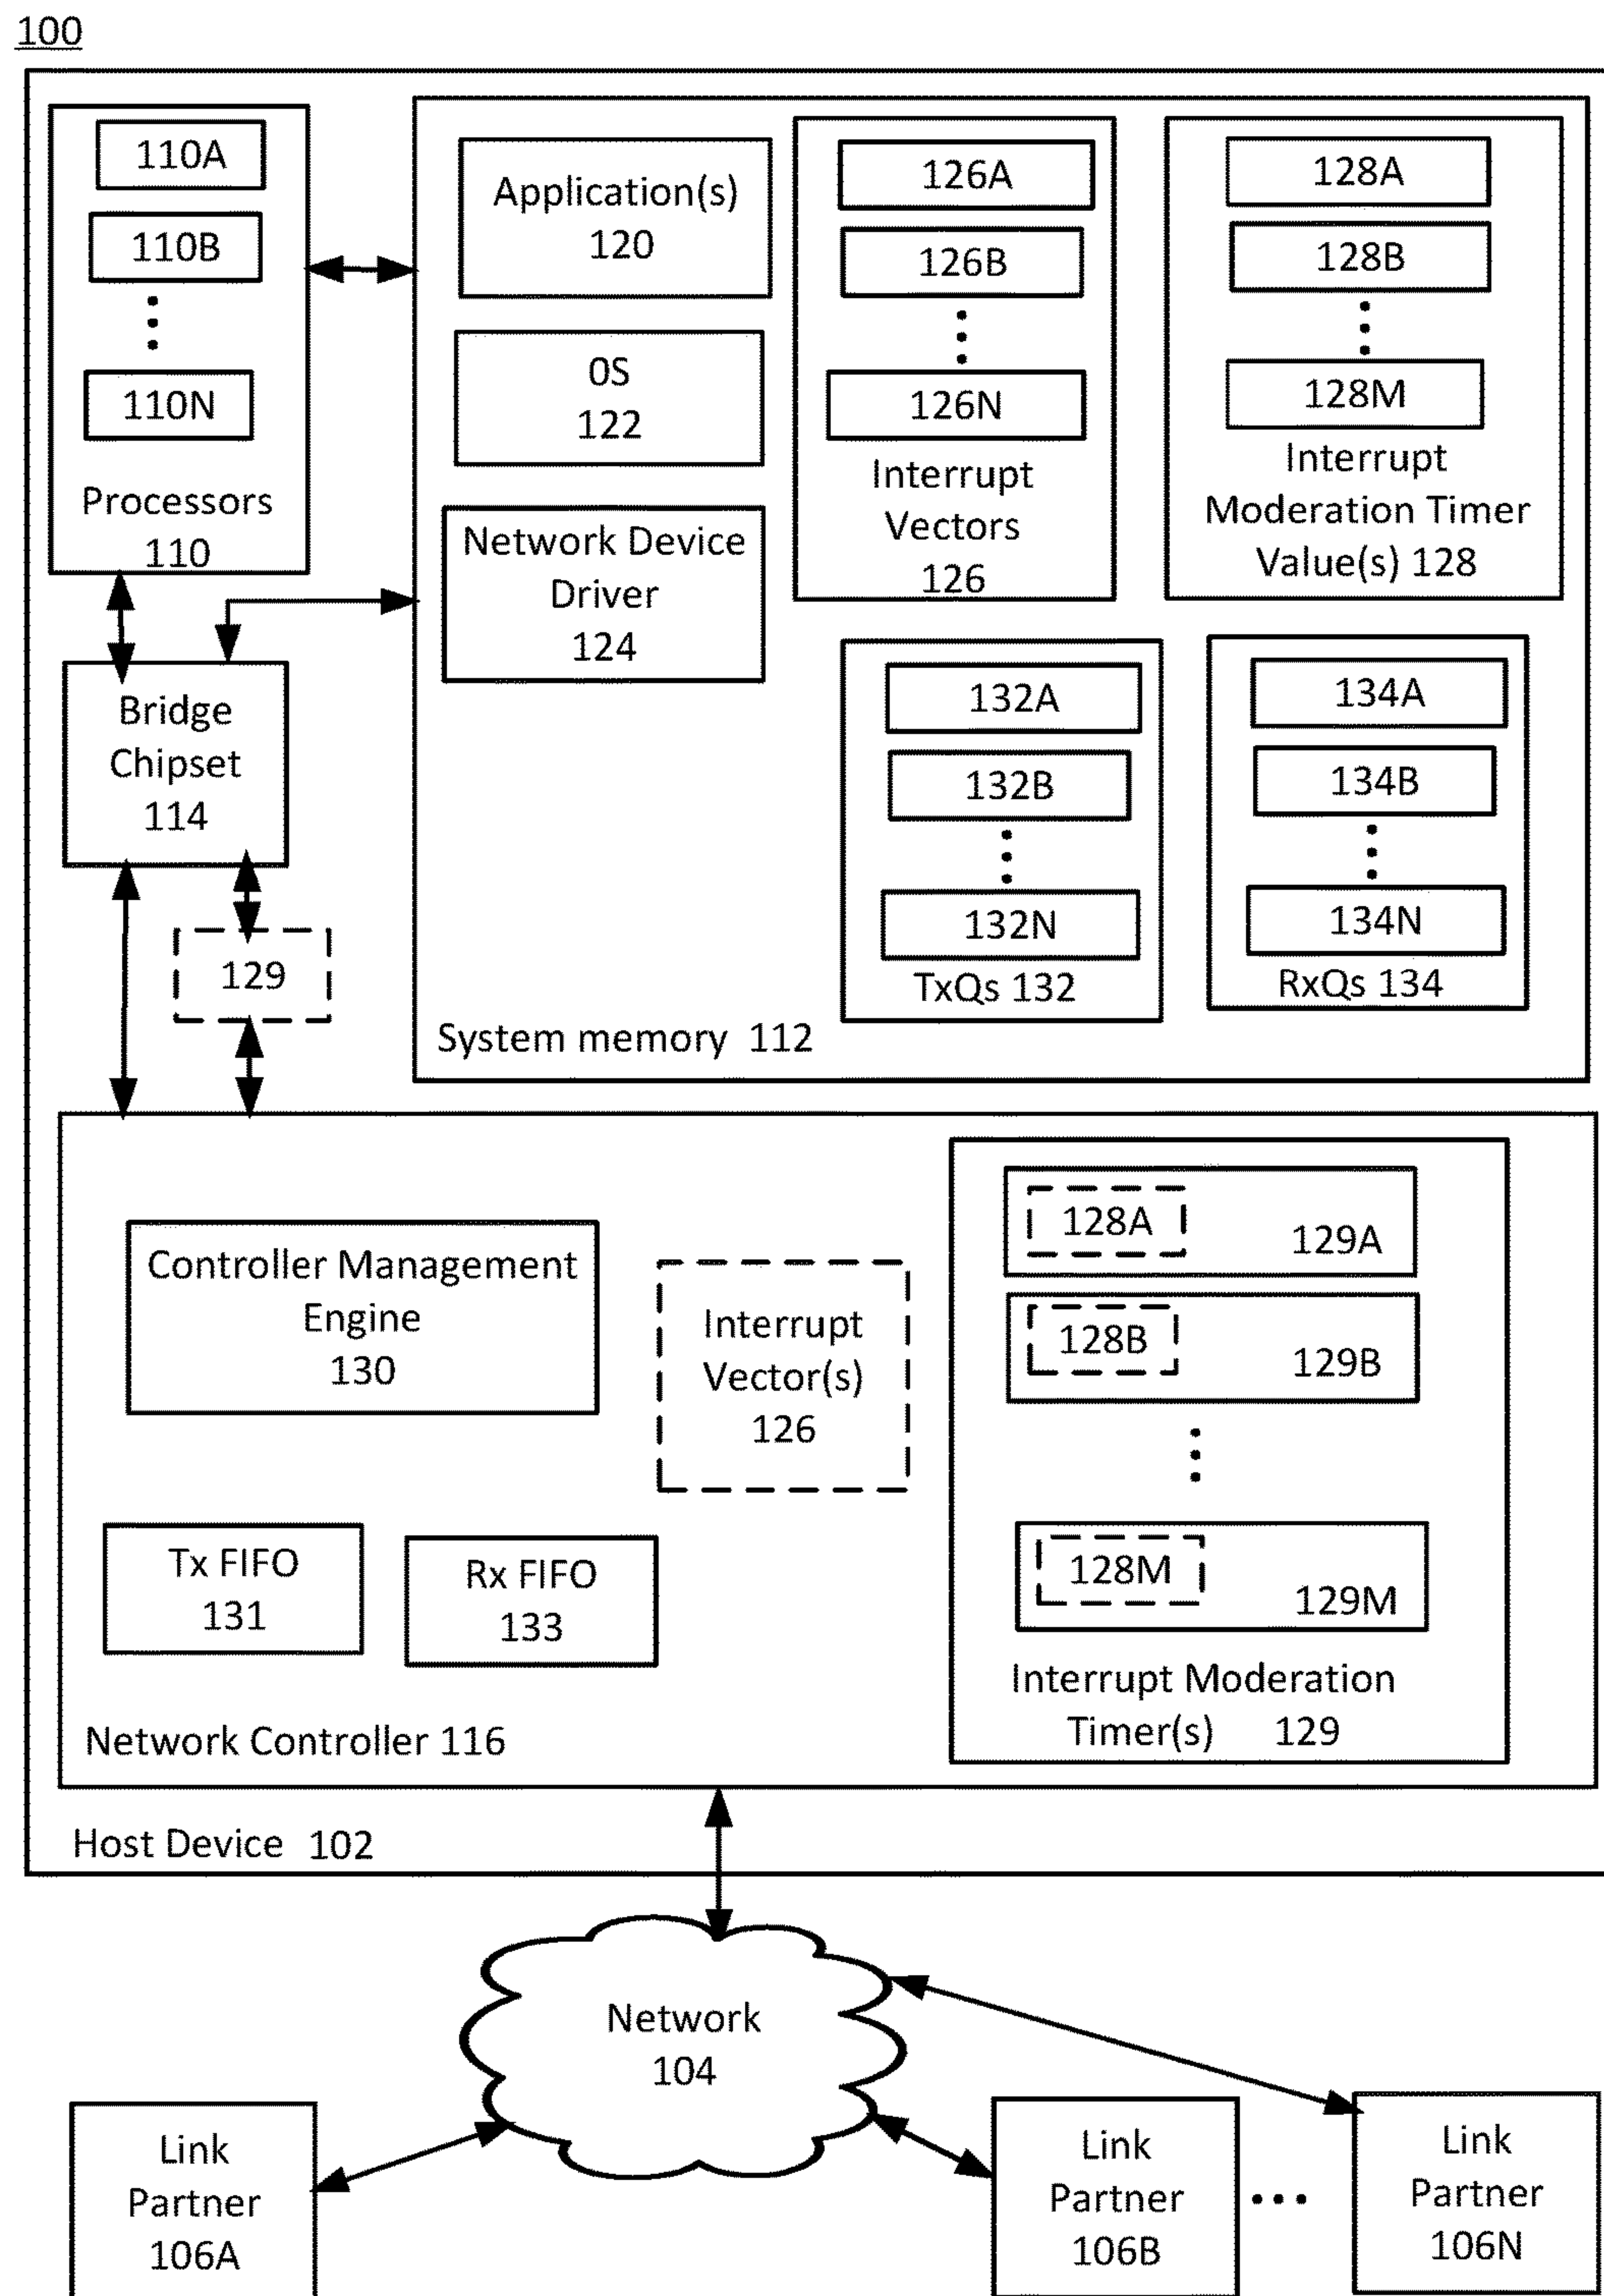 100
110A
110B
110N
Processors
110
Application(s)
120
0S
122
Network Device
Driver
124
126A
126B
126N
Interrupt
Vectors
126
128A
128B
128M
Interrupt
Moderation Timer
Value(s) 128
132A
132B
132N
TxQs 132
134A
134B
134N
RxQs 134
System memory 112
Bridge
Chipset
114
129
Controller Management
Engine
130
Interrupt
Vector(s)
126
128A
129A
128B
129B
128M
129M
Interrupt Moderation
Timer(s) 129
Tx FIFO
131
Rx FIFO
133
Network Controller 116
Host Device 102
Network
104
Link
Partner
106A
Link
Partner
106B
Link
Partner
106N